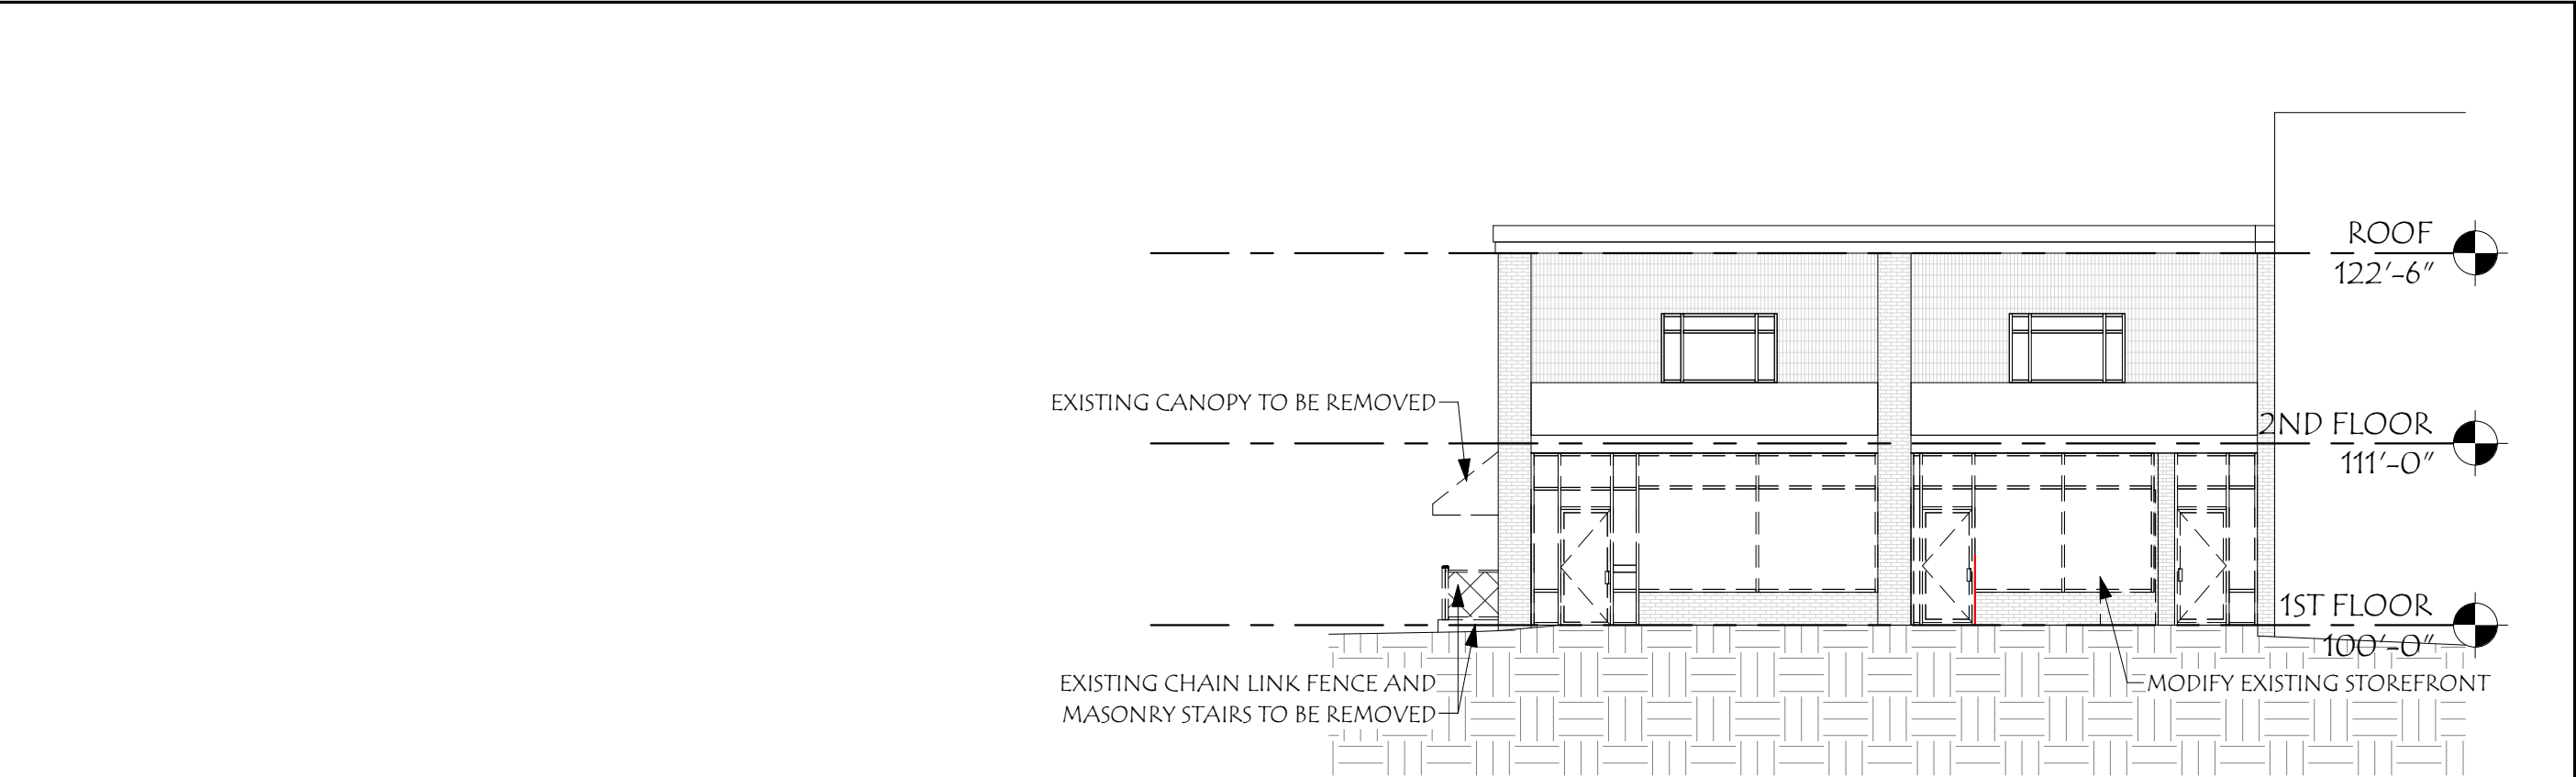 ROOF
122'-6"
EXISTING CANOPY TO BE REMOVED
2ND FLOOR
111'-0"
1ST FLOOR
100'-0"
EXISTING CHAIN LINK FENCE AND
MASONRY STAIRS TO BE REMOVED
MODIFY EXISTING STOREFRONT